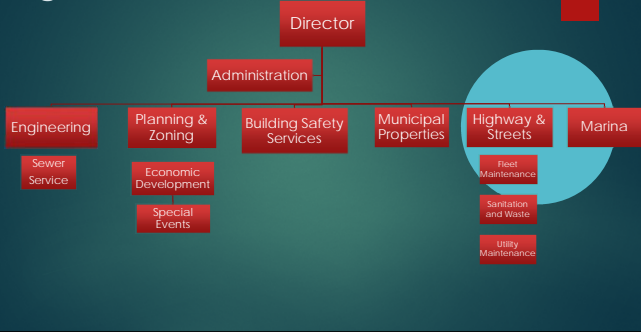 Director
Administration
Engineering
Planning &
Zoning
Building Safety
Services
Municipal
Properties
Highway &
Streets
Marina
Sewer
Service
Economic
Development
Special
Events
Fleet
Maintenance
Sanitation
and Waste
Utility
Maintenance